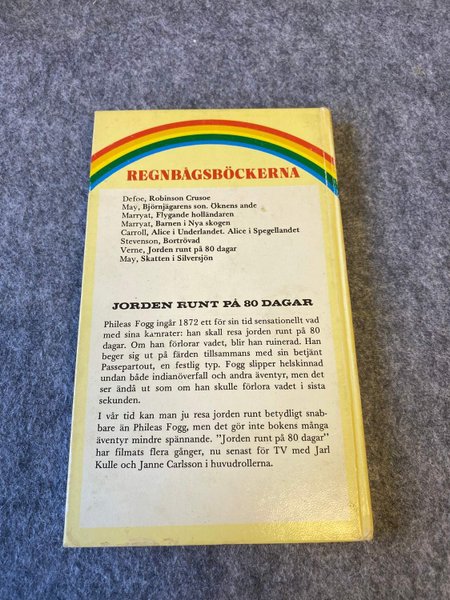 REGNBÅGSBÖCKERNA
Defoe, Robinson Crusoe
May, Björnjägarens son. Öknens ande
Marryat, Flygande holländaren
Marryat, Barnen i Nya skogen
Carroll, Alice i Underlandet. Alice i Spegellandet
Stevenson, Bortrövad
Verne, Jorden runt på 80 dagar
May, Skatten i Silversjön
JORDEN RUNT PÅ 80 DAGAR
Phileas Fogg ingår 1872 ett för sin tid sensationellt vad
med sina kamrater: han skall resa jorden runt på 80
dagar. Om han förlorar vadet, blir han ruinerad. Han
beger sig ut på färden tillsammans med sin betjänt
Passepartout, en festlig typ. Fogg slipper helskinnad
undan både indianöverfall och andra äventyr, men det
ser ändå ut som om han skulle förlora vadet i sista
sekunden.
I vår tid kan man ju resa jorden runt betydligt snab-
bare än Phileas Fogg, men det gör inte bokens många
äventyr mindre spännande. "Jorden runt på 80 dagar"
har filmats flera gånger, nu senast för TV med Jarl
Kulle och Janne Carlsson i huvudrollerna.